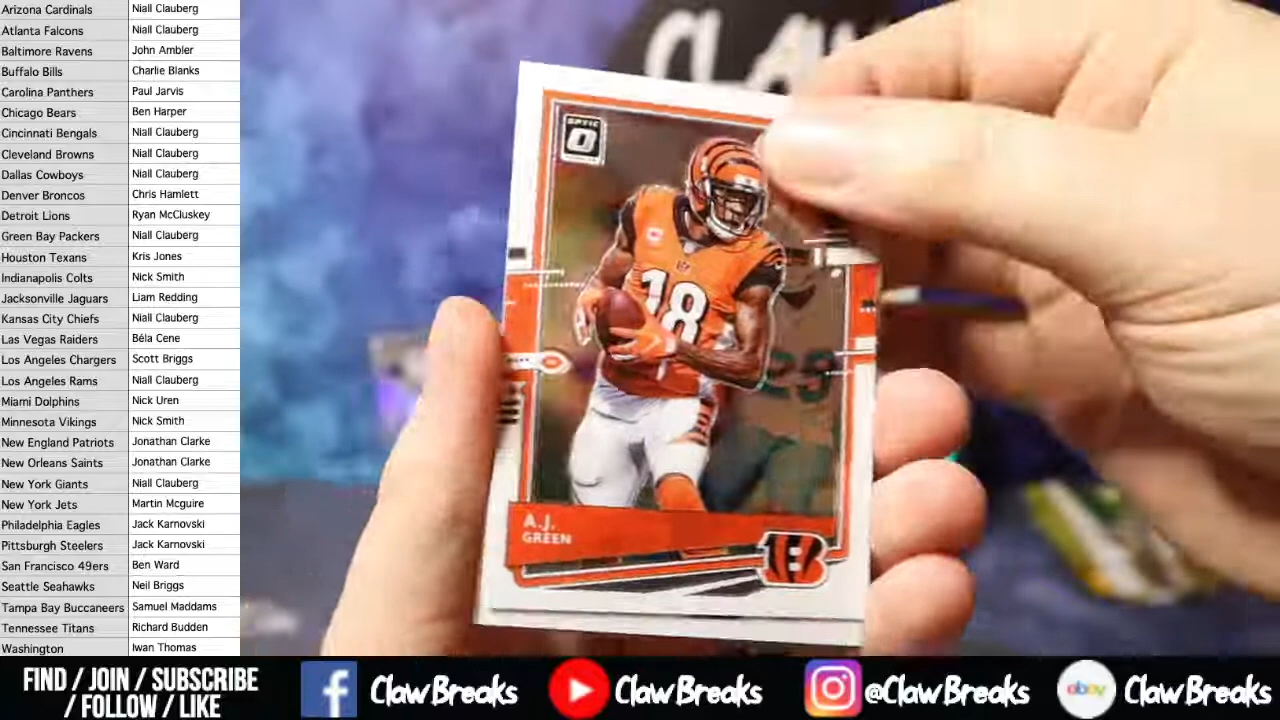 Arizona Cardinals Niall Clauberg
Atlanta Falcons Niall Clauberg
Baltimore Ravens John Ambler
Buffalo Bills Charlie Blanks
Carolina Panthers Paul Jarvis
Chicago Bears Ben Harper
Cincinnati Bengals Niall Clauberg
Cleveland Browns Niall Clauberg
Dallas Cowboys Niall Clauberg
Denver Broncos Chris Hamlett
Detroit Lions Ryan McCluskey
Green Bay Packers Niall Clauberg
Houston Texans Kris Jones
Indianapolis Colts Nick Smith
Jacksonville Jaguars Liam Redding
Kansas City Chiefs Niall Clauberg
Las Vegas Raiders Béla Cene
Los Angeles Chargers Scott Briggs
Los Angeles Rams Niall Clauberg
Miami Dolphins Nick Uren
Minnesota Vikings Nick Smith
New England Patriots Jonathan Clarke
New Orleans Saints Jonathan Clarke
New York Giants Niall Clauberg
New York Jets Martin Mcguire
Philadelphia Eagles Jack Karnovski
Pittsburgh Steelers Jack Karnovski
San Francisco 49ers Ben Ward
Seattle Seahawks Neil Briggs
Tampa Bay Buccaneers Samuel Maddams
Tennessee Titans Richard Budden
Washington Iwan Thomas
CLAW
OPTIC
O
18
29
A.J.
GREEN
B
FIND / JOIN / SUBSCRIBE
/ FOLLOW / LIKE
f ClawBreaks
ClawBreaks
@ClawBreaks
ebay ClawBreaks